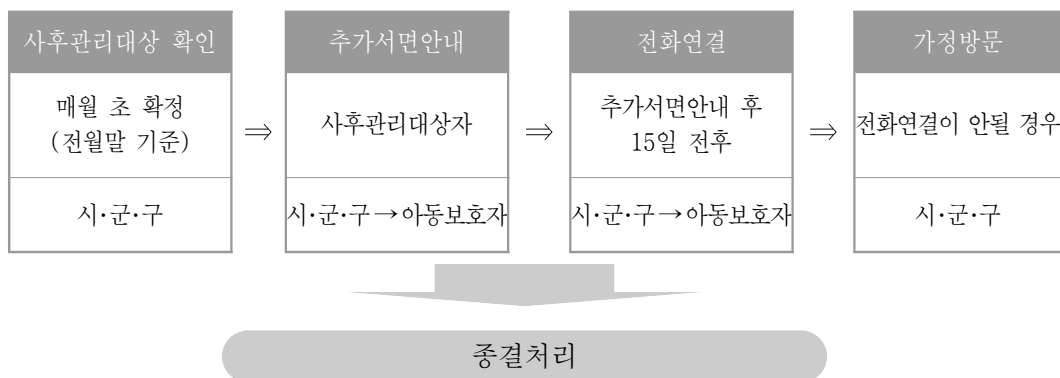 사후관리대상 확인
매월 초 확정
(전월말 기준)
시·군·구
⇒
추가서면안내
사후관리대상자
시·군·구→아동보호자
⇒
전화연결
추가서면안내 후
15일 전후
시·군·구→아동보호자
⇒
가정방문
전화연결이 안될 경우
시·군·구
종결처리